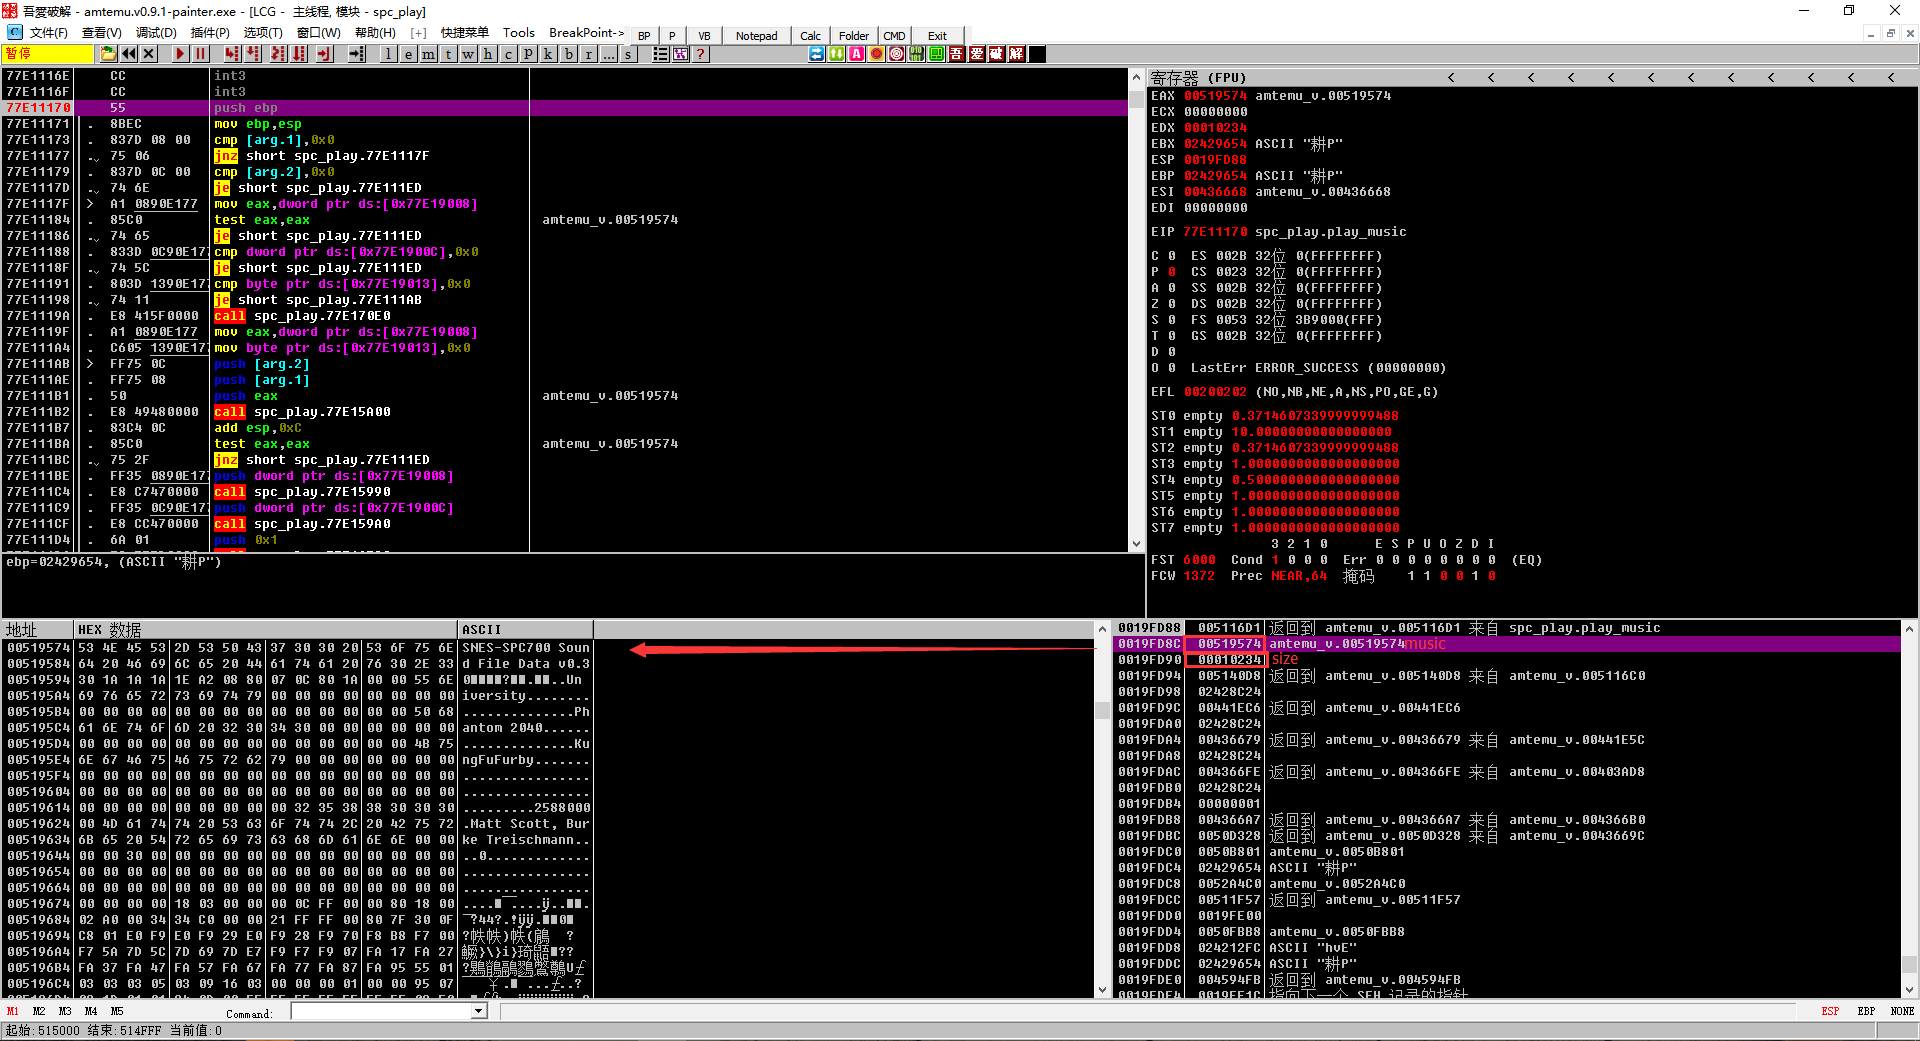 吾爱破解 - amtemu.v0.9.1-painter.exe - [LCG - 主线程, 模块 - spc_play]
文件(F) 查看(V) 调试(D) 插件(P) 选项(T) 窗口(W) 帮助(H) [+] 快捷菜单 Tools BreakPoint-> BP P VB Notepad Calc Folder CMD Exit
暂停 l e m t w h c P k b r ... s ? 吾 爱 破 解
77E1116E CC int3
77E1116F CC int3
77E11170 55 push ebp
77E11171 . 8BEC mov ebp,esp
77E11173 . 837D 08 00 cmp [arg.1],0x0
77E11177 .v 75 06 jnz short spc_play.77E1117F
77E11179 . 837D 0C 00 cmp [arg.2],0x0
77E1117D .v 74 6E je short spc_play.77E111ED
77E1117F > A1 0890E177 mov eax,dword ptr ds:[0x77E19008]
77E11184 . 85C0 test eax,eax amtemu_v.00519574
77E11186 .v 74 65 je short spc_play.77E111ED
77E11188 . 833D 0C90E177 cmp dword ptr ds:[0x77E1900C],0x0
77E1118F .v 74 5C je short spc_play.77E111ED
77E11191 . 803D 1390E177 cmp byte ptr ds:[0x77E19013],0x0
77E11198 .v 74 11 je short spc_play.77E111AB
77E1119A . E8 415F0000 call spc_play.77E170E0
77E1119F . A1 0890E177 mov eax,dword ptr ds:[0x77E19008]
77E111A4 . C605 1390E177 mov byte ptr ds:[0x77E19013],0x0
77E111AB > FF75 0C push [arg.2]
77E111AE . FF75 08 push [arg.1]
77E111B1 . 50 push eax amtemu_v.00519574
77E111B2 . E8 49480000 call spc_play.77E15A00
77E111B7 . 83C4 0C add esp,0xC
77E111BA . 85C0 test eax,eax amtemu_v.00519574
77E111BC .v 75 2F jnz short spc_play.77E111ED
77E111BE . FF35 0890E177 push dword ptr ds:[0x77E19008]
77E111C4 . E8 C7470000 call spc_play.77E15990
77E111C9 . FF35 0C90E177 push dword ptr ds:[0x77E1900C]
77E111CF . E8 CC470000 call spc_play.77E159A0
77E111D4 . 6A 01 push 0x1
ebp=02429654, (ASCII "耕P")
寄存器 (FPU) < < < < < < < < < < < <
EAX 00519574 amtemu_v.00519574
ECX 00000000
EDX 00010234
EBX 02429654 ASCII "耕P"
ESP 0019FD88
EBP 02429654 ASCII "耕P"
ESI 00436668 amtemu_v.00436668
EDI 00000000
EIP 77E11170 spc_play.play_music
C 0 ES 002B 32位 0(FFFFFFFF)
P 0 CS 0023 32位 0(FFFFFFFF)
A 0 SS 002B 32位 0(FFFFFFFF)
Z 0 DS 002B 32位 0(FFFFFFFF)
S 0 FS 0053 32位 3B9000(FFF)
T 0 GS 002B 32位 0(FFFFFFFF)
D 0
O 0 LastErr ERROR_SUCCESS (00000000)
EFL 00200202 (NO,NB,NE,A,NS,PO,GE,G)
ST0 empty 0.3714607339999999488
ST1 empty 10.000000000000000000
ST2 empty 0.3714607339999999488
ST3 empty 1.0000000000000000000
ST4 empty 0.5000000000000000000
ST5 empty 1.0000000000000000000
ST6 empty 1.0000000000000000000
ST7 empty 1.0000000000000000000
3 2 1 0 E S P U O Z D I
FST 6000 Cond 1 0 0 0 Err 0 0 0 0 0 0 0 0 (EQ)
FCW 1372 Prec NEAR,64 掩码 1 1 0 0 1 0
地址 HEX 数据 ASCII
00519574 53 4E 45 53 2D 53 50 43 37 30 30 20 53 6F 75 6E SNES-SPC700 Soun
00519584 64 20 46 69 6C 65 20 44 61 74 61 20 76 30 2E 33 d File Data v0.3
00519594 30 1A 1A 1A 1E A2 08 80 07 0C 80 1A 00 00 55 6E
005195A4 69 76 65 72 73 69 74 79 00 00 00 00 00 00 00 00 iversity........
005195B4 00 00 00 00 00 00 00 00 00 00 00 00 00 00 50 68 ..............Ph
005195C4 61 6E 74 6F 6D 20 32 30 34 30 00 00 00 00 00 00 antom 2040......
005195D4 00 00 00 00 00 00 00 00 00 00 00 00 00 00 4B 75 ..............Ku
005195E4 6E 67 46 75 46 75 72 62 79 00 00 00 00 00 00 00 ngFuFurby.......
005195F4 00 00 00 00 00 00 00 00 00 00 00 00 00 00 00 00 ................
00519604 00 00 00 00 00 00 00 00 00 00 00 00 00 00 00 00 ................
00519614 00 00 00 00 00 00 00 00 00 32 35 38 38 30 30 30 .........2588000
00519624 00 4D 61 74 74 20 53 63 6F 74 74 2C 20 42 75 72 .Matt Scott, Bur
00519634 6B 65 20 54 72 65 69 73 63 68 6D 61 6E 6E 00 00 ke Treischmann..
00519644 00 00 30 00 00 00 00 00 00 00 00 00 00 00 00 00 ..0.............
00519654 00 00 00 00 00 00 00 00 00 00 00 00 00 00 00 00 ................
00519664 00 00 00 00 00 00 00 00 00 00 00 00 00 00 00 00 ................
00519674 00 00 00 00 18 03 00 00 00 0C FF 00 00 80 18 00
00519684 02 A0 00 34 34 C0 00 00 21 FF FF 00 80 7F 30 0F
00519694 C8 01 E0 F9 E0 F9 29 E0 F9 28 F9 70 F8 B8 F7 00
005196A4 F7 5A 7D 5C 7D 69 7D E7 F9 F7 F9 07 FA 17 FA 27
005196B4 FA 37 FA 47 FA 57 FA 67 FA 77 FA 87 FA 95 55 01
005196C4 03 03 03 05 03 09 16 03 00 00 00 01 00 00 95 07
0019FD88 005116D1 返回到 amtemu_v.005116D1 来自 spc_play.play_music
0019FD8C 00519574 amtemu_v.00519574 music
0019FD90 00010234 size
0019FD94 005140D8 返回到 amtemu_v.005140D8 来自 amtemu_v.005116C0
0019FD98 02428C24
0019FD9C 00441EC6 返回到 amtemu_v.00441EC6
0019FDA0 02428C24
0019FDA4 00436679 返回到 amtemu_v.00436679 来自 amtemu_v.00441E5C
0019FDA8 02428C24
0019FDAC 004366FE 返回到 amtemu_v.004366FE 来自 amtemu_v.00403AD8
0019FDB0 02428C24
0019FDB4 00000001
0019FDB8 004366A7 返回到 amtemu_v.004366A7 来自 amtemu_v.004366B0
0019FDBC 0050D328 返回到 amtemu_v.0050D328 来自 amtemu_v.0043669C
0019FDC0 0050B801 amtemu_v.0050B801
0019FDC4 02429654 ASCII "耕P"
0019FDC8 0052A4C0 amtemu_v.0052A4C0
0019FDCC 00511F57 返回到 amtemu_v.00511F57
0019FDD0 0019FE00
0019FDD4 0050FBB8 amtemu_v.0050FBB8
0019FDD8 024212FC ASCII "hvE"
0019FDDC 02429654 ASCII "耕P"
0019FDE0 004594FB 返回到 amtemu_v.004594FB
0019FDE4 0019FE1C 指向下一个 SEH 记录的指针
M1 M2 M3 M4 M5 Command: ESP EBP NONE
起始:515000 结束:514FFF 当前值:0